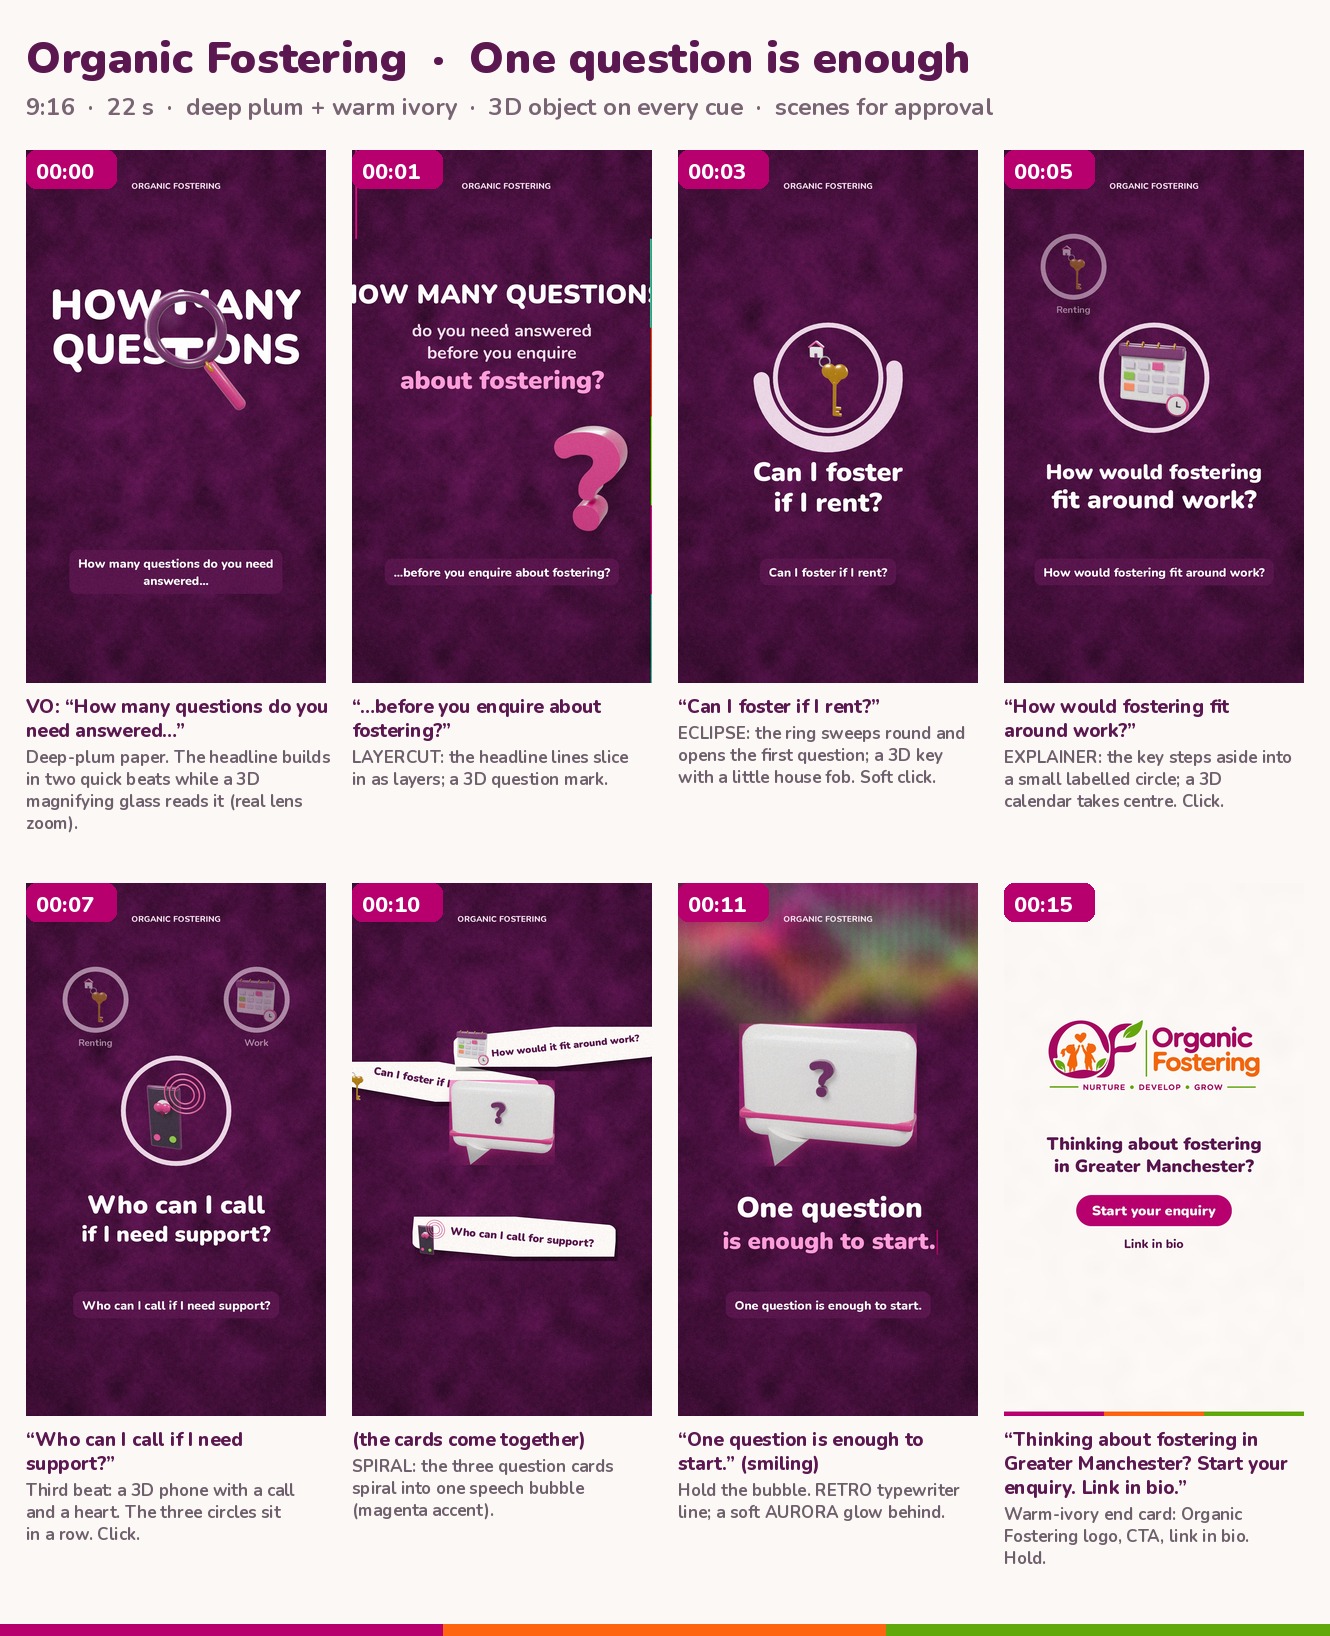 Organic Fostering · One question is enough
9:16 · 22 s · deep plum + warm ivory · 3D object on every cue · scenes for approval
00:00
ORGANIC FOSTERING
HOW MANY
QUESTIONS
How many questions do you need
answered...
VO: “How many questions do you
need answered...”
Deep-plum paper. The headline builds
in two quick beats while a 3D
magnifying glass reads it (real lens
zoom).
00:01
ORGANIC FOSTERING
HOW MANY QUESTIONS
do you need answered
before you enquire
about fostering?
?
...before you enquire about fostering?
“...before you enquire about
fostering?”
LAYERCUT: the headline lines slice
in as layers; a 3D question mark.
00:03
ORGANIC FOSTERING
Can I foster
if I rent?
Can I foster if I rent?
“Can I foster if I rent?”
ECLIPSE: the ring sweeps round and
opens the first question; a 3D key
with a little house fob. Soft click.
00:05
ORGANIC FOSTERING
Renting
How would fostering
fit around work?
How would fostering fit around work?
“How would fostering fit
around work?”
EXPLAINER: the key steps aside into
a small labelled circle; a 3D
calendar takes centre. Click.
00:07
ORGANIC FOSTERING
Renting
Work
Who can I call
if I need support?
Who can I call if I need support?
“Who can I call if I need
support?”
Third beat: a 3D phone with a call
and a heart. The three circles sit
in a row. Click.
00:10
ORGANIC FOSTERING
How would it fit around work?
Can I foster if I
?
Who can I call for support?
(the cards come together)
SPIRAL: the three question cards
spiral into one speech bubble
(magenta accent).
00:11
ORGANIC FOSTERING
?
One question
is enough to start.
One question is enough to start.
“One question is enough to
start.” (smiling)
Hold the bubble. RETRO typewriter
line; a soft AURORA glow behind.
00:15
OF
Organic
Fostering
NURTURE • DEVELOP • GROW
Thinking about fostering
in Greater Manchester?
Start your enquiry
Link in bio
“Thinking about fostering in
Greater Manchester? Start your
enquiry. Link in bio.”
Warm-ivory end card: Organic
Fostering logo, CTA, link in bio.
Hold.